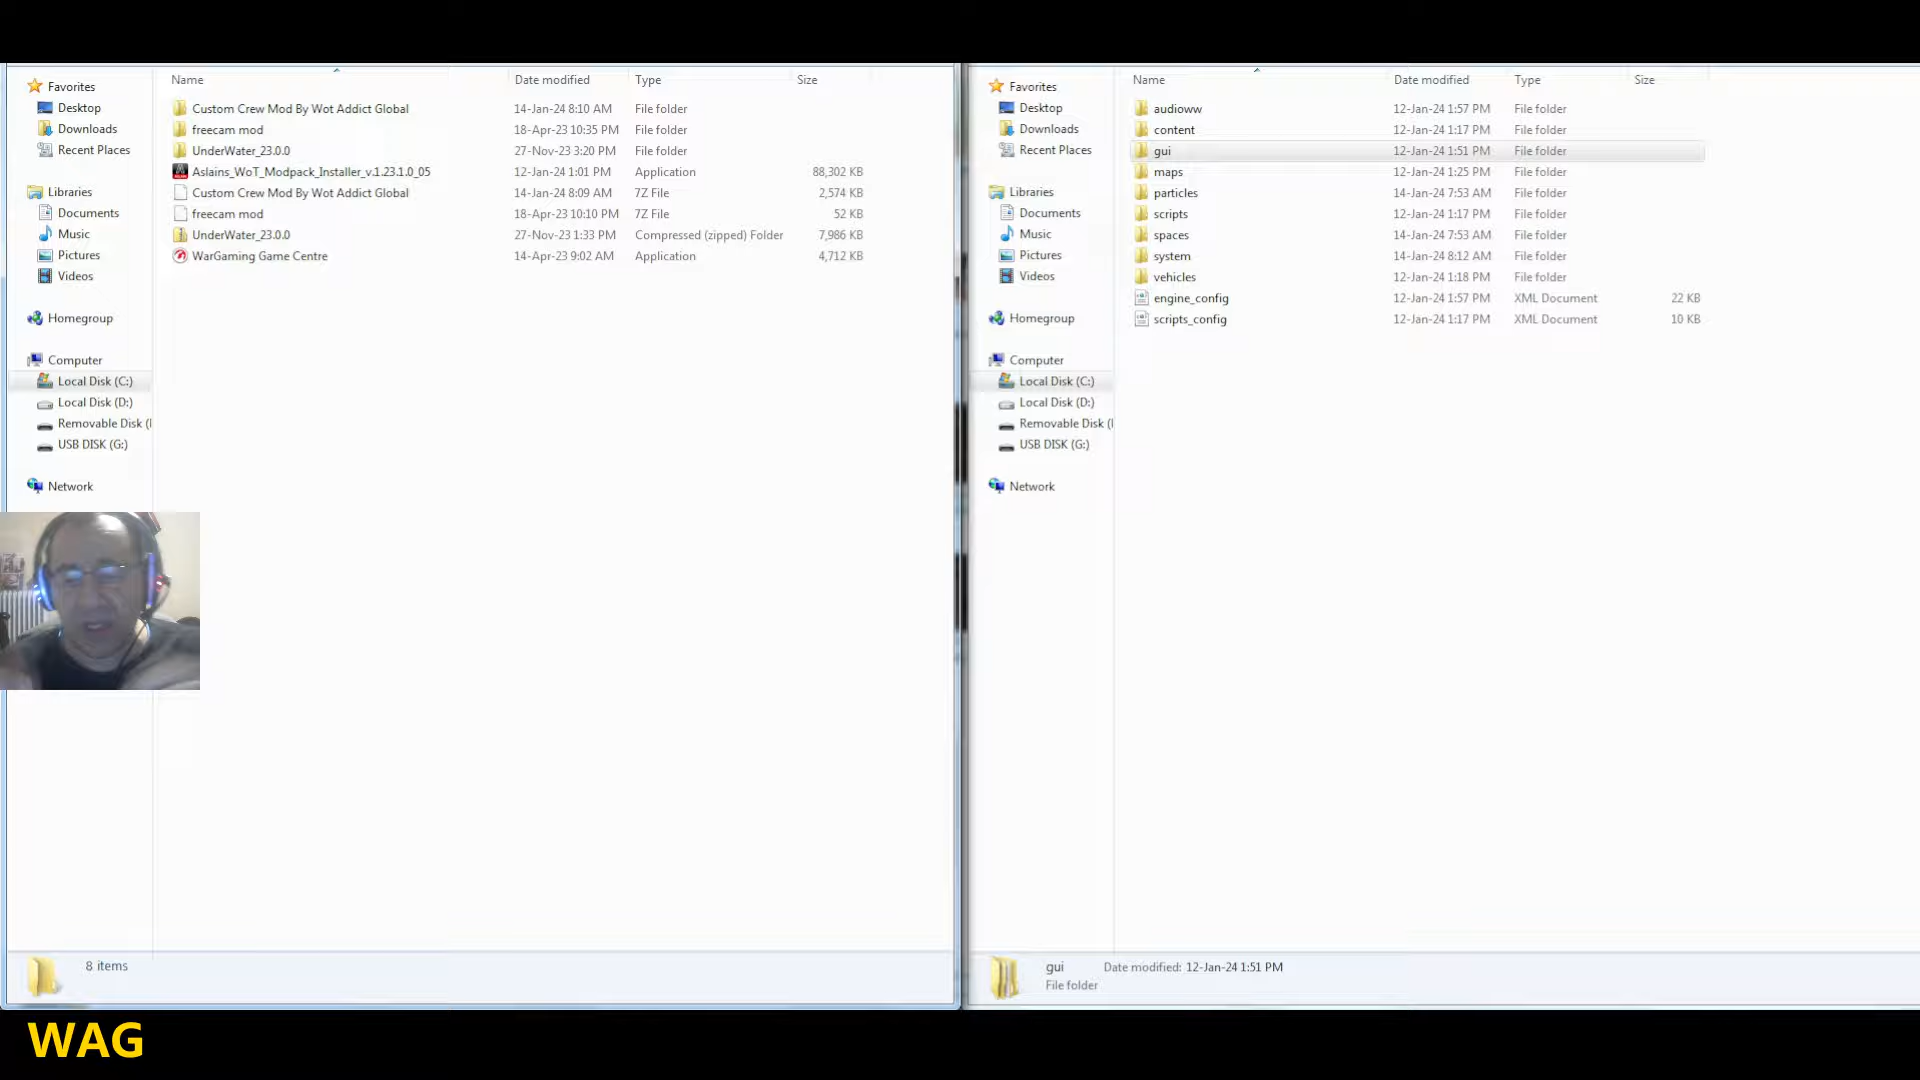 Favorites
Desktop
Downloads
Recent Places
Libraries
Documents
Music
Pictures
Videos
Homegroup
Computer
Local Disk (C:)
Local Disk (D:)
Removable Disk (
USB DISK (G:)
Network
Name Date modified Type Size
Custom Crew Mod By Wot Addict Global 14-Jan-24 8:10 AM File folder
freecam mod 18-Apr-23 10:35 PM File folder
UnderWater_23.0.0 27-Nov-23 3:20 PM File folder
Aslains_WoT_Modpack_Installer_v.1.23.1.0_05 12-Jan-24 1:01 PM Application 88,302 KB
Custom Crew Mod By Wot Addict Global 14-Jan-24 8:09 AM 7Z File 2,574 KB
freecam mod 18-Apr-23 10:10 PM 7Z File 52 KB
UnderWater_23.0.0 27-Nov-23 1:33 PM Compressed (zipped) Folder 7,986 KB
WarGaming Game Centre 14-Apr-23 9:02 AM Application 4,712 KB
8 items
Favorites
Desktop
Downloads
Recent Places
Libraries
Documents
Music
Pictures
Videos
Homegroup
Computer
Local Disk (C:)
Local Disk (D:)
Removable Disk (
USB DISK (G:)
Network
Name Date modified Type Size
audioww 12-Jan-24 1:57 PM File folder
content 12-Jan-24 1:17 PM File folder
gui 12-Jan-24 1:51 PM File folder
maps 12-Jan-24 1:25 PM File folder
particles 14-Jan-24 7:53 AM File folder
scripts 12-Jan-24 1:17 PM File folder
spaces 14-Jan-24 7:53 AM File folder
system 14-Jan-24 8:12 AM File folder
vehicles 12-Jan-24 1:18 PM File folder
engine_config 12-Jan-24 1:57 PM XML Document 22 KB
scripts_config 12-Jan-24 1:17 PM XML Document 10 KB
gui Date modified: 12-Jan-24 1:51 PM
File folder
WAG